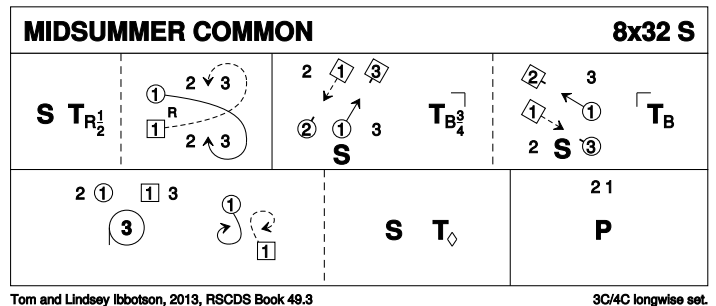 MIDSUMMER COMMON 8x32 S
S T R 1/2
2 3
1
R
1
2 3
2 1 3
2 1 3
S
T B 3/4
2 3
1 1
2 S 3
T B
2 1 1 3
3
1
1
S T ◊
2 1
P
Tom and Lindsey Ibbotson, 2013, RSCDS Book 49.3 3C/4C longwise set.